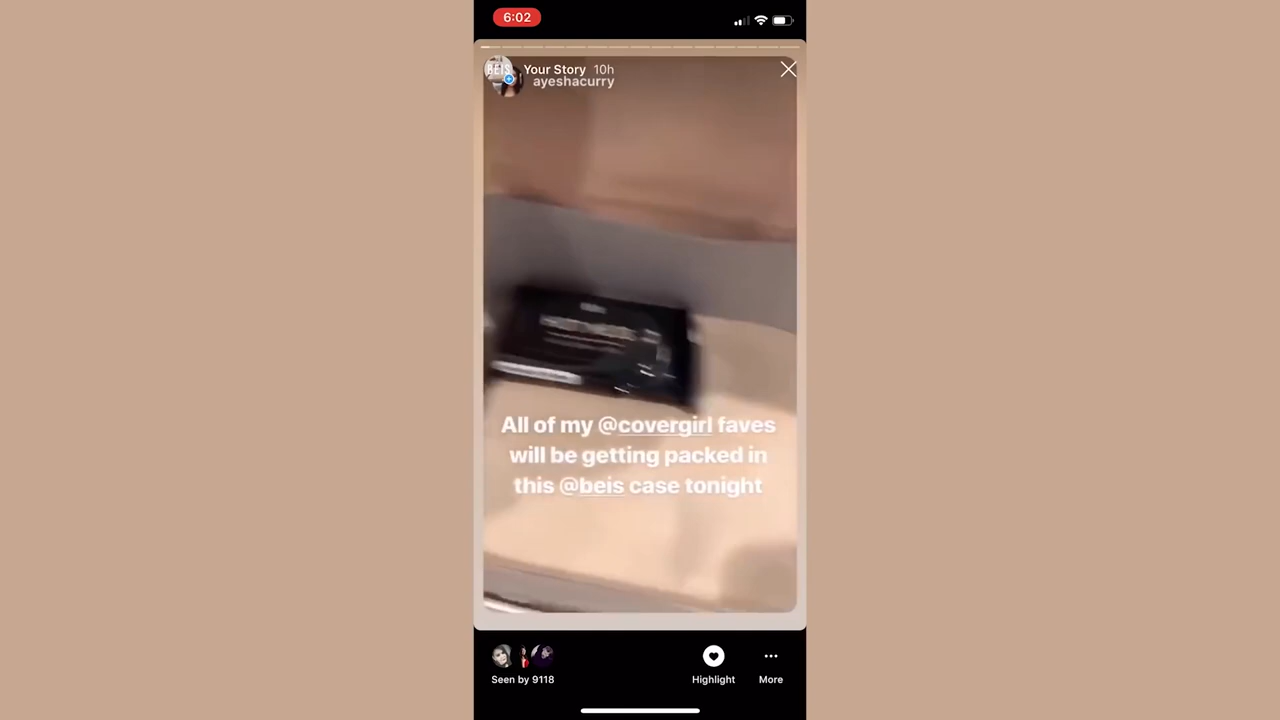 6:02
BEIS
Your Story 10h
ayeshacurry
All of my @covergirl faves
will be getting packed in
this @beis case tonight
Seen by 9118
Highlight
More